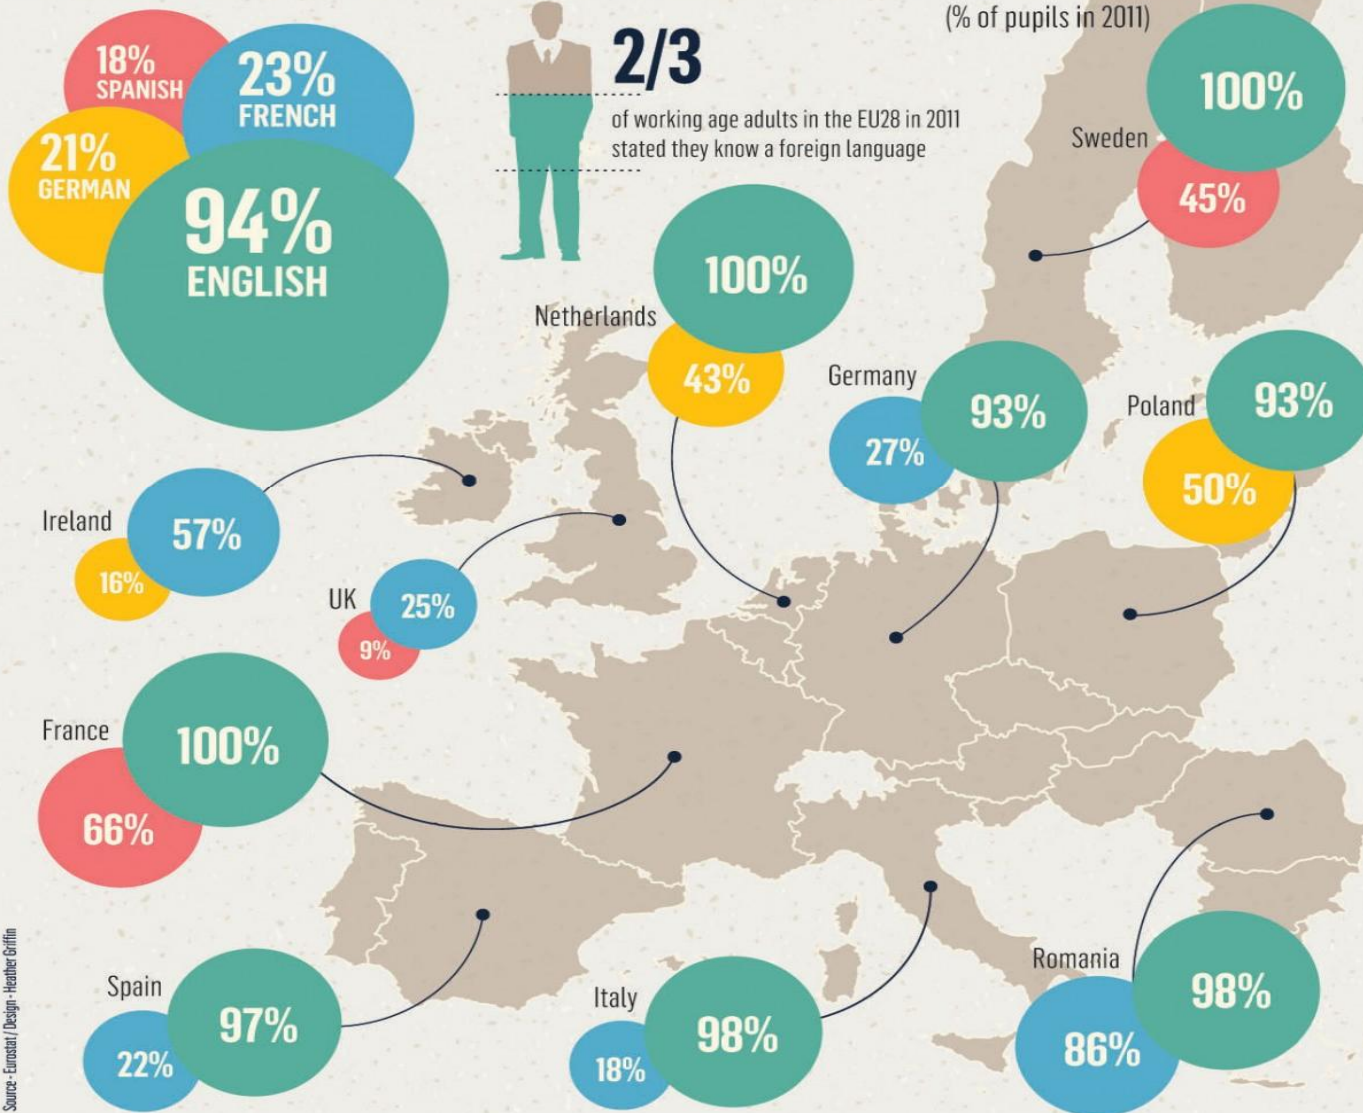 18%
SPANISH
23%
FRENCH
21%
GERMAN
94%
ENGLISH
2/3
of working age adults in the EU28 in 2011
stated they know a foreign language
(% of pupils in 2011)
Sweden
100%
45%
Netherlands
100%
43%
Germany
93%
27%
Poland
93%
50%
Ireland
57%
16%
UK
25%
9%
France
100%
66%
Spain
97%
22%
Italy
98%
18%
Romania
98%
86%
Source - Eurostat / Design - Heather Griffin